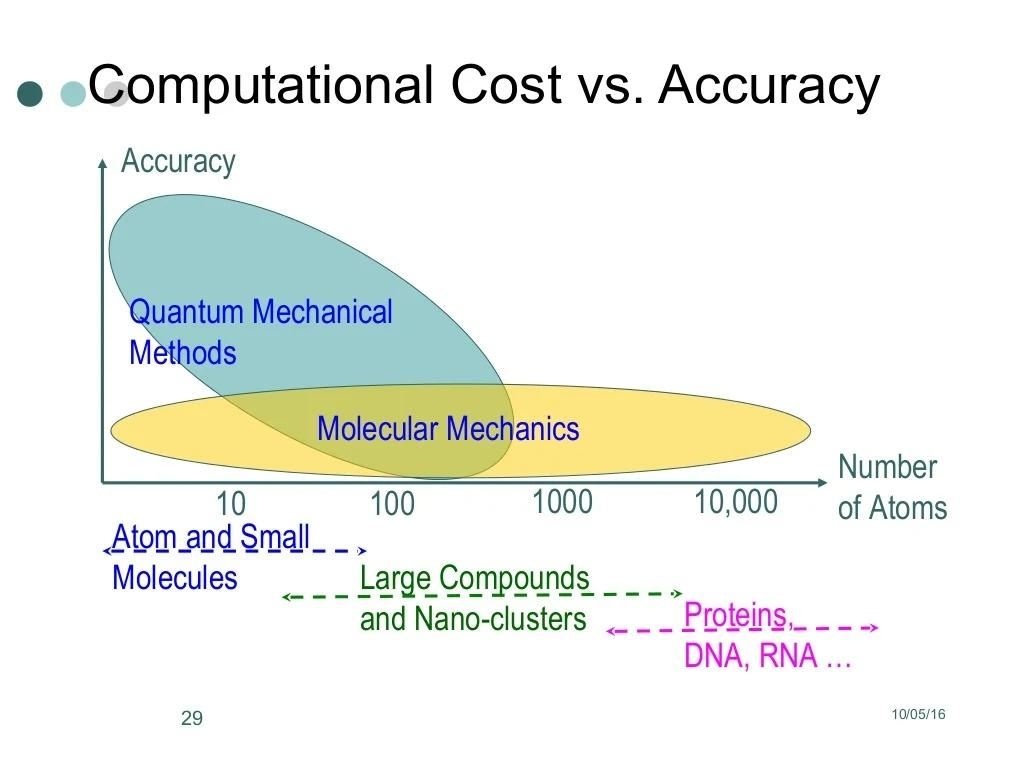 Computational Cost vs. Accuracy
Accuracy
Quantum Mechanical
Methods
Molecular Mechanics
Number
of Atoms
10
100
1000
10,000
Atom and Small
Molecules
Large Compounds
and Nano-clusters
Proteins,
DNA, RNA …
29
10/05/16